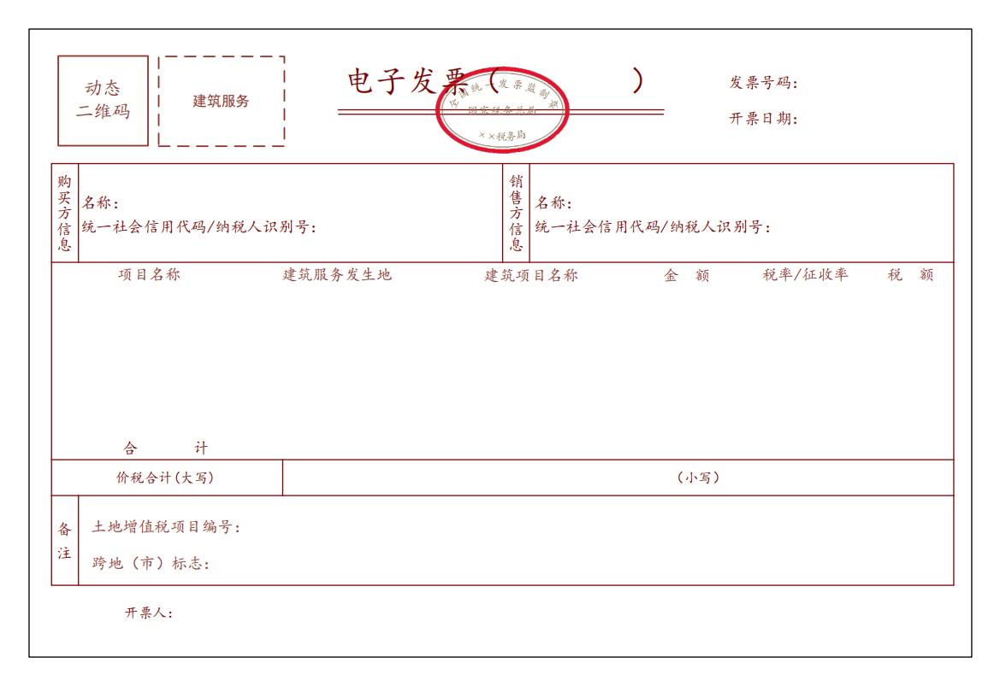 动态
二维码
建筑服务
电子发票（ ）
全国统一发票监制章
国家税务总局
××税务局
发票号码：
开票日期：
购买方信息
名称：
统一社会信用代码/纳税人识别号：
销售方信息
名称：
统一社会信用代码/纳税人识别号：
项目名称 建筑服务发生地 建筑项目名称 金 额 税率/征收率 税 额
合 计
价税合计(大写) （小写）
备注
土地增值税项目编号：
跨地（市）标志：
开票人：